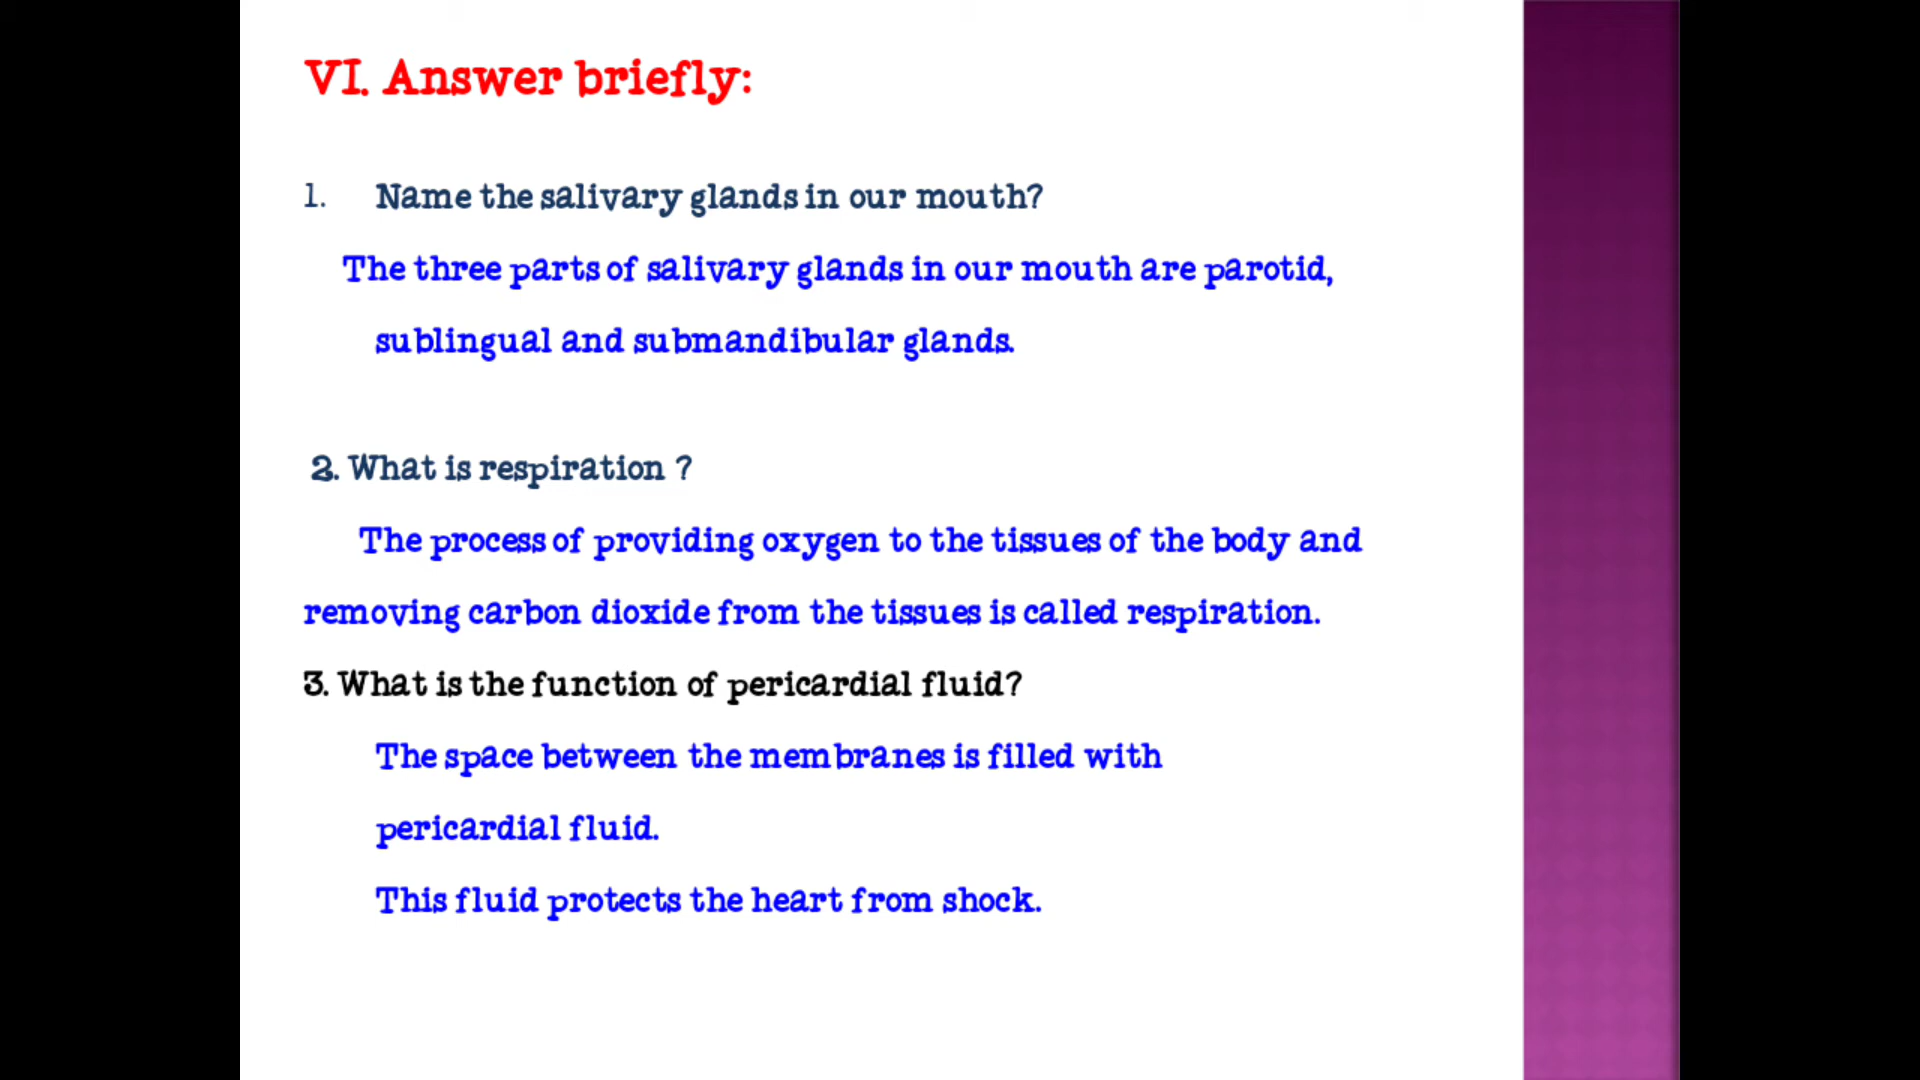 VI. Answer briefly:
1. Name the salivary glands in our mouth?
The three parts of salivary glands in our mouth are parotid,
sublingual and submandibular glands.
2. What is respiration ?
The process of providing oxygen to the tissues of the body and
removing carbon dioxide from the tissues is called respiration.
3. What is the function of pericardial fluid?
The space between the membranes is filled with
pericardial fluid.
This fluid protects the heart from shock.